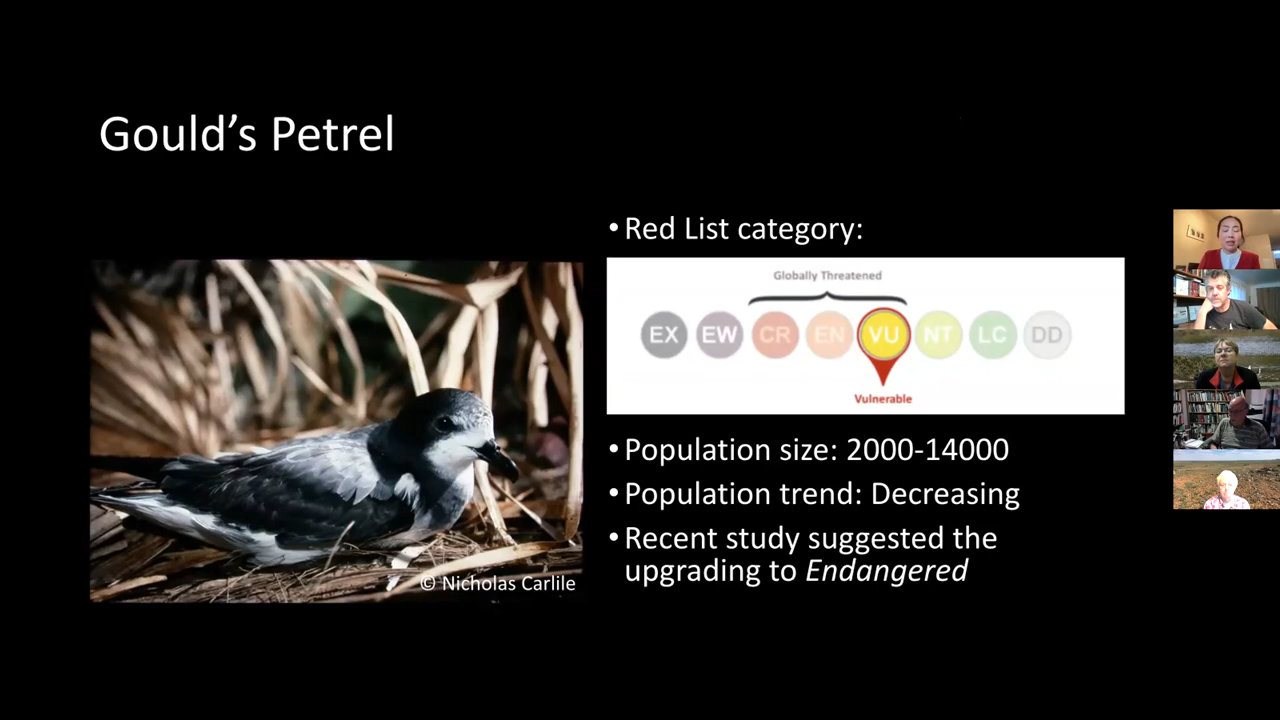 Gould’s Petrel
•Red List category:
Globally Threatened
EX EW CR EN VU NT LC DD
Vulnerable
•Population size: 2000-14000
•Population trend: Decreasing
•Recent study suggested the
upgrading to Endangered
© Nicholas Carlile